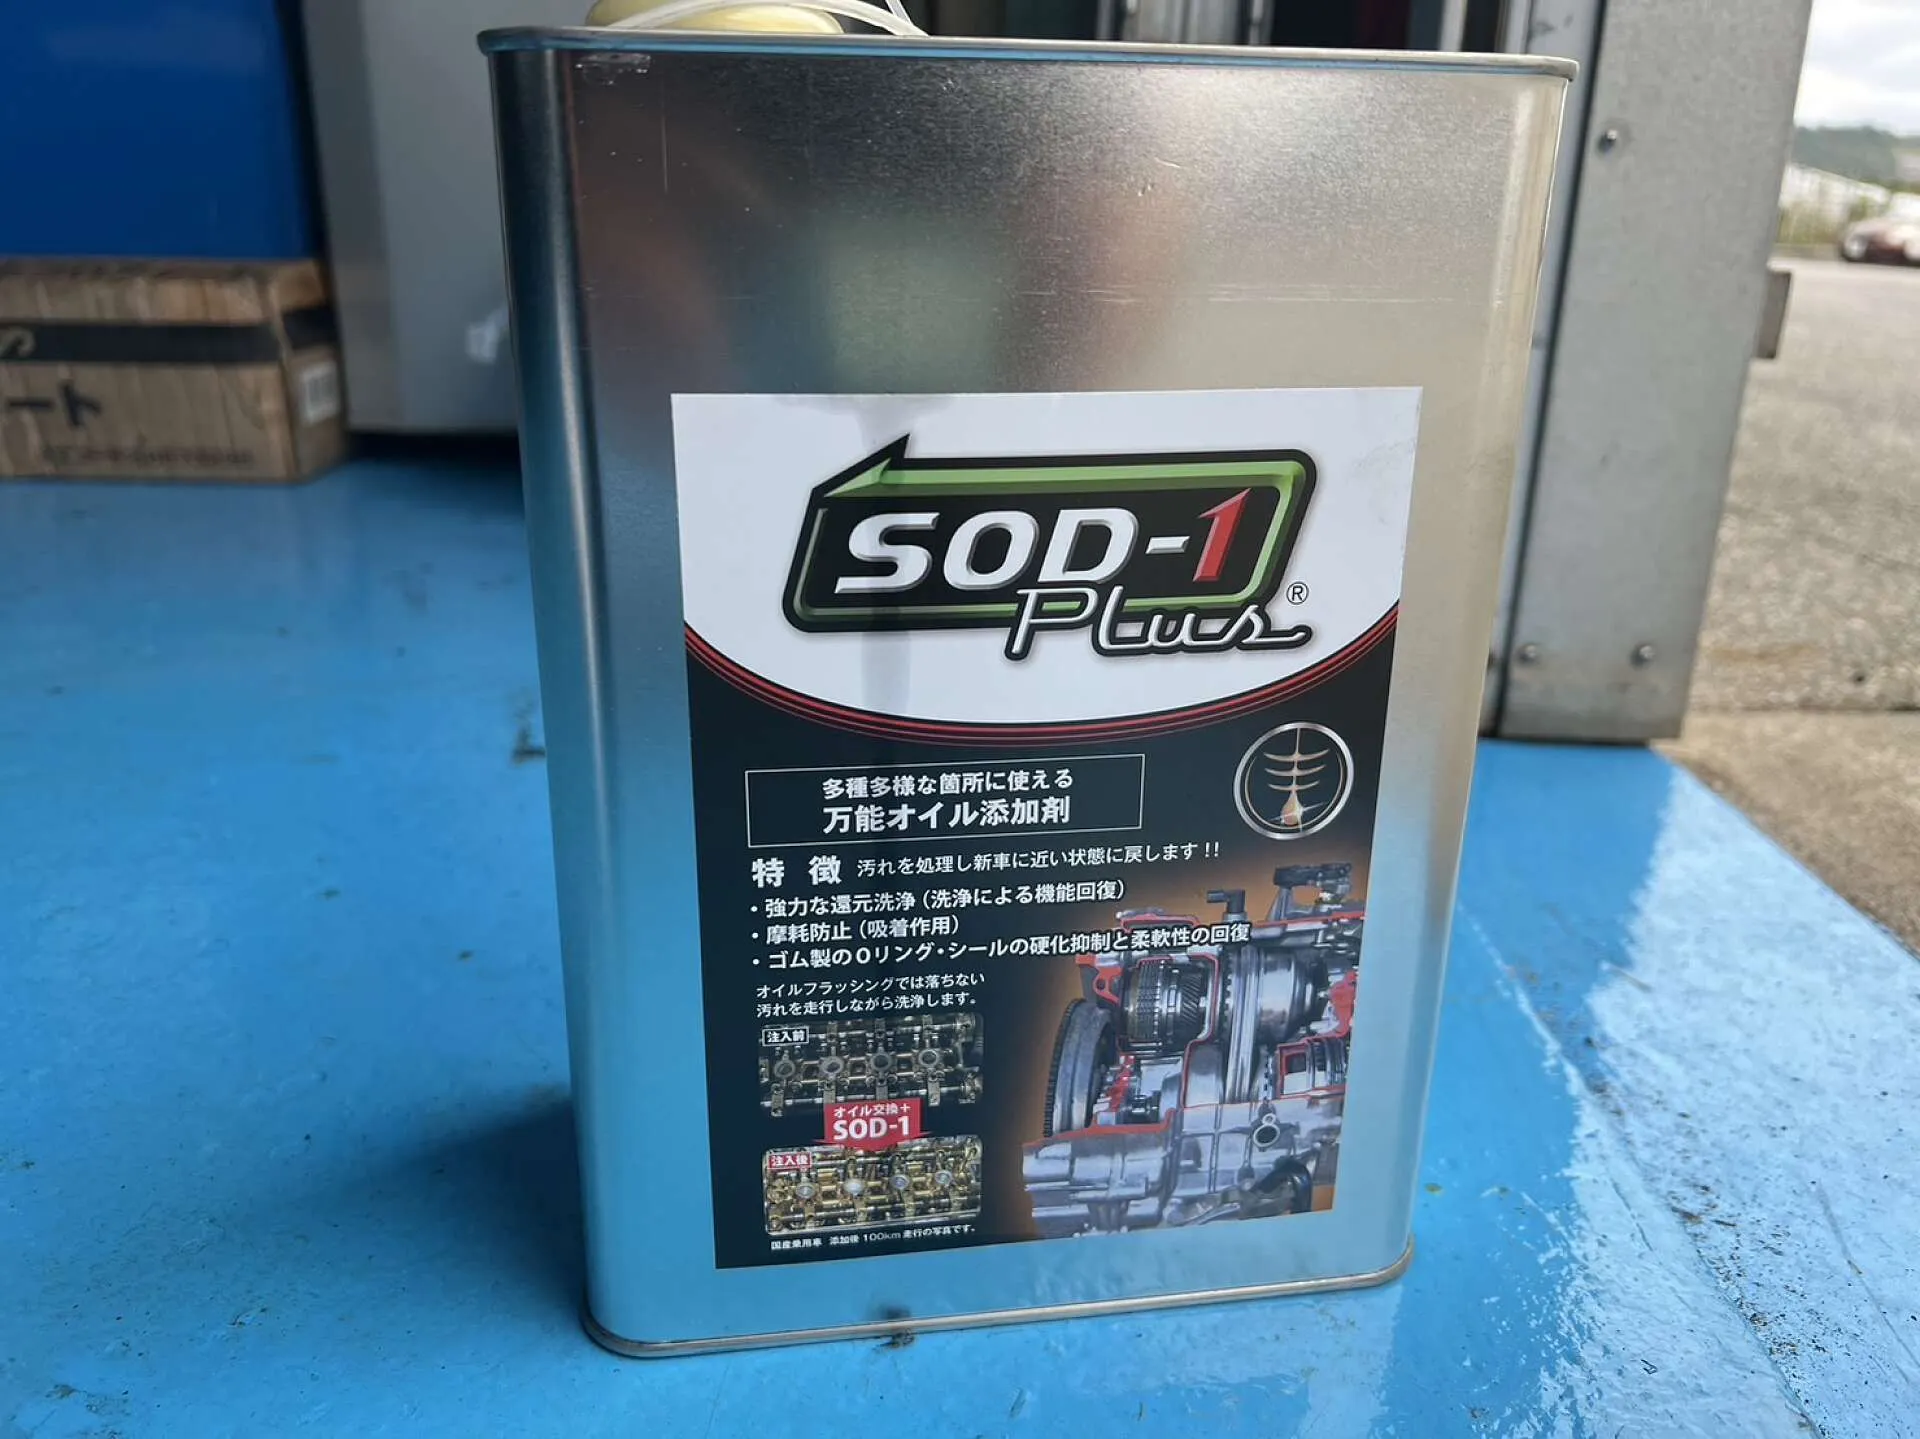 SOD-1
Plus®
多種多様な箇所に使える
万能オイル添加剤
特徴 汚れを処理し新車に近い状態に戻します!!
・強力な還元洗浄(洗浄による機能回復)
・摩耗防止(吸着作用)
・ゴム製のOリング・シールの硬化抑制と柔軟性の回復
オイルフラッシングでは落ちない
汚れを走行しながら洗浄します。
注入前
オイル交換+
SOD-1
注入後
国産乗用車 添加後100km走行の写真です。
ート